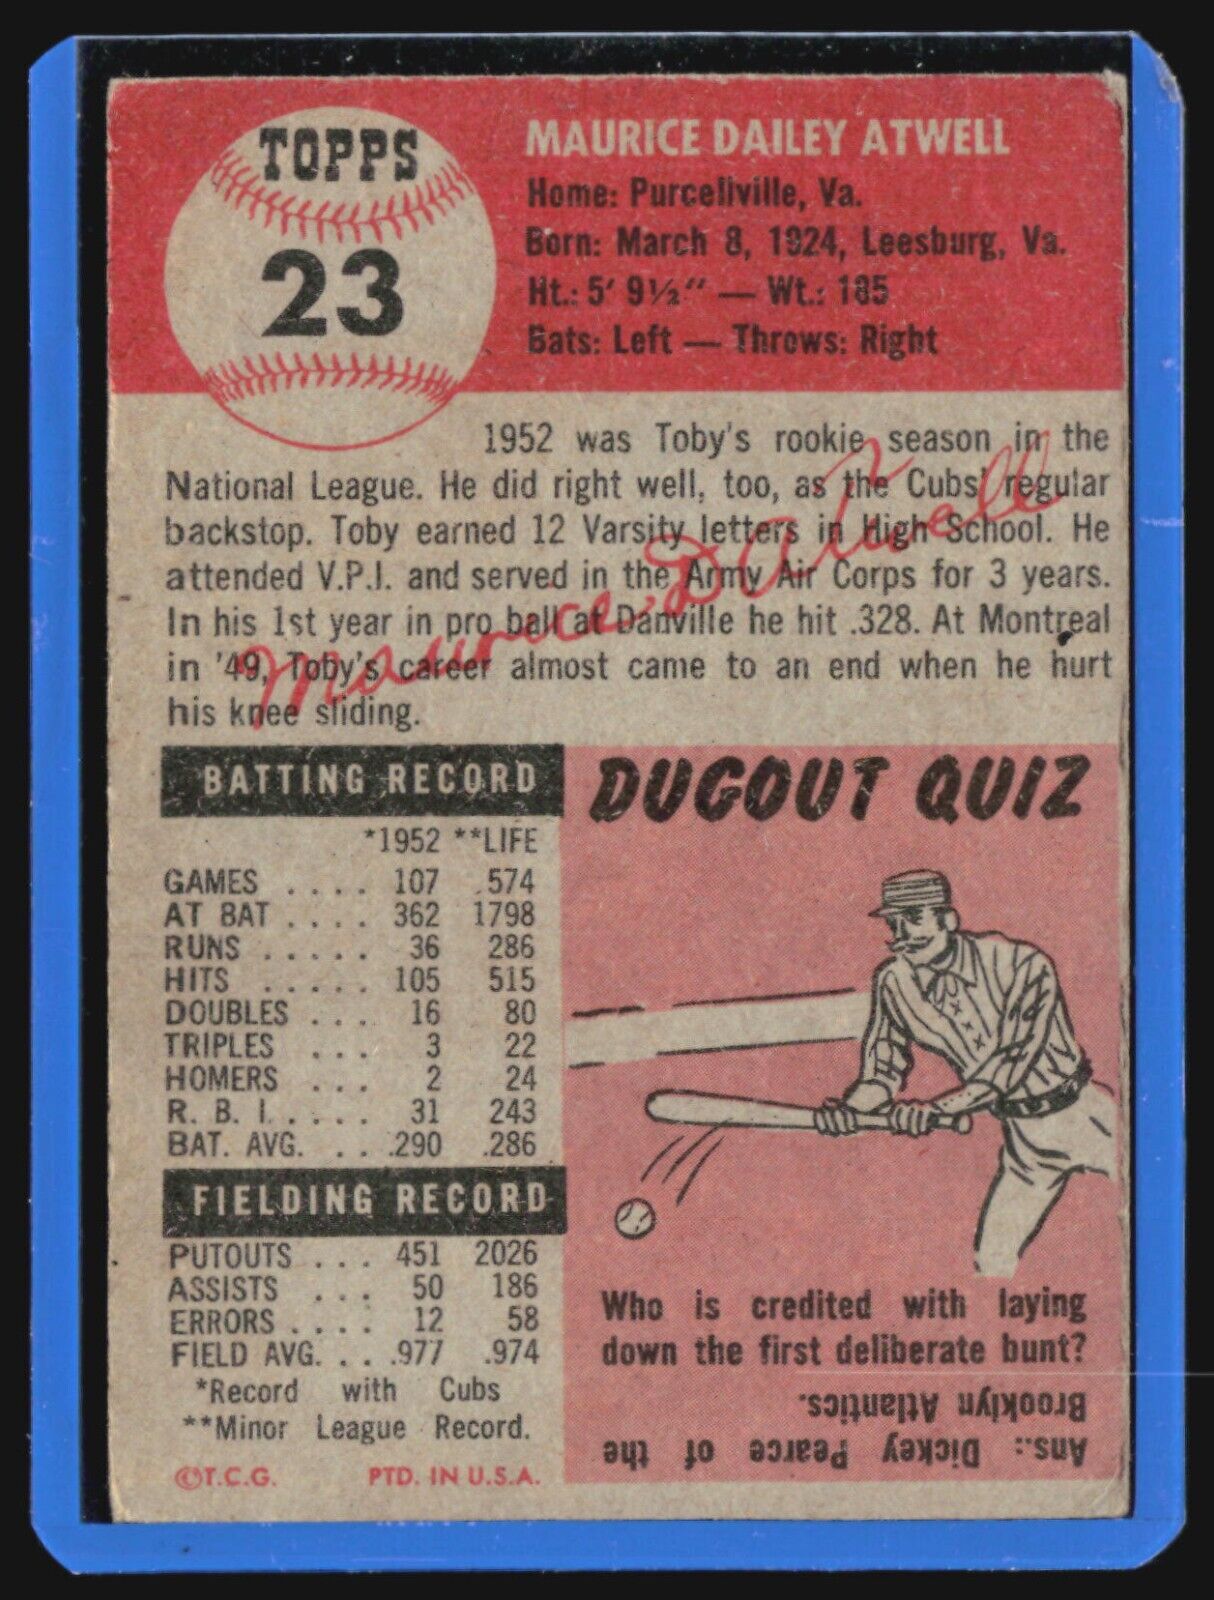 TOPPS
23
MAURICE DAILEY ATWELL
Home: Purcellville, Va.
Born: March 8, 1924, Leesburg, Va.
Ht.: 5' 9½" — Wt.: 185
Bats: Left — Throws: Right
1952 was Toby's rookie season in the
National League. He did right well, too, as the Cubs' regular
backstop. Toby earned 12 Varsity letters in High School. He
attended V.P.I. and served in the Army Air Corps for 3 years.
In his 1st year in pro ball at Danville he hit .328. At Montreal
in '49, Toby's career almost came to an end when he hurt
his knee sliding.
Maurice D Atwell
BATTING RECORD
*1952 **LIFE
GAMES .... 107 574
AT BAT .... 362 1798
RUNS ..... 36 286
HITS ..... 105 515
DOUBLES ... 16 80
TRIPLES ... 3 22
HOMERS ... 2 24
R. B. I. .... 31 243
BAT. AVG. ... .290 .286
FIELDING RECORD
PUTOUTS ... 451 2026
ASSISTS ... 50 186
ERRORS .... 12 58
FIELD AVG. ... .977 .974
*Record with Cubs
**Minor League Record.
©T.C.G. PTD. IN U.S.A.
DUGOUT QUIZ
Who is credited with laying
down the first deliberate bunt?
Ans.: Dickey Pearce of the
Brooklyn Atlantics.